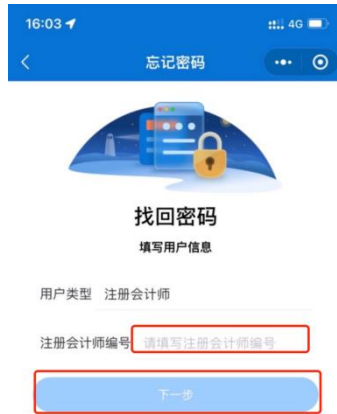 16:03 4G
忘记密码
找回密码
填写用户信息
用户类型 注册会计师
注册会计师编号 请填写注册会计师编号
下一步